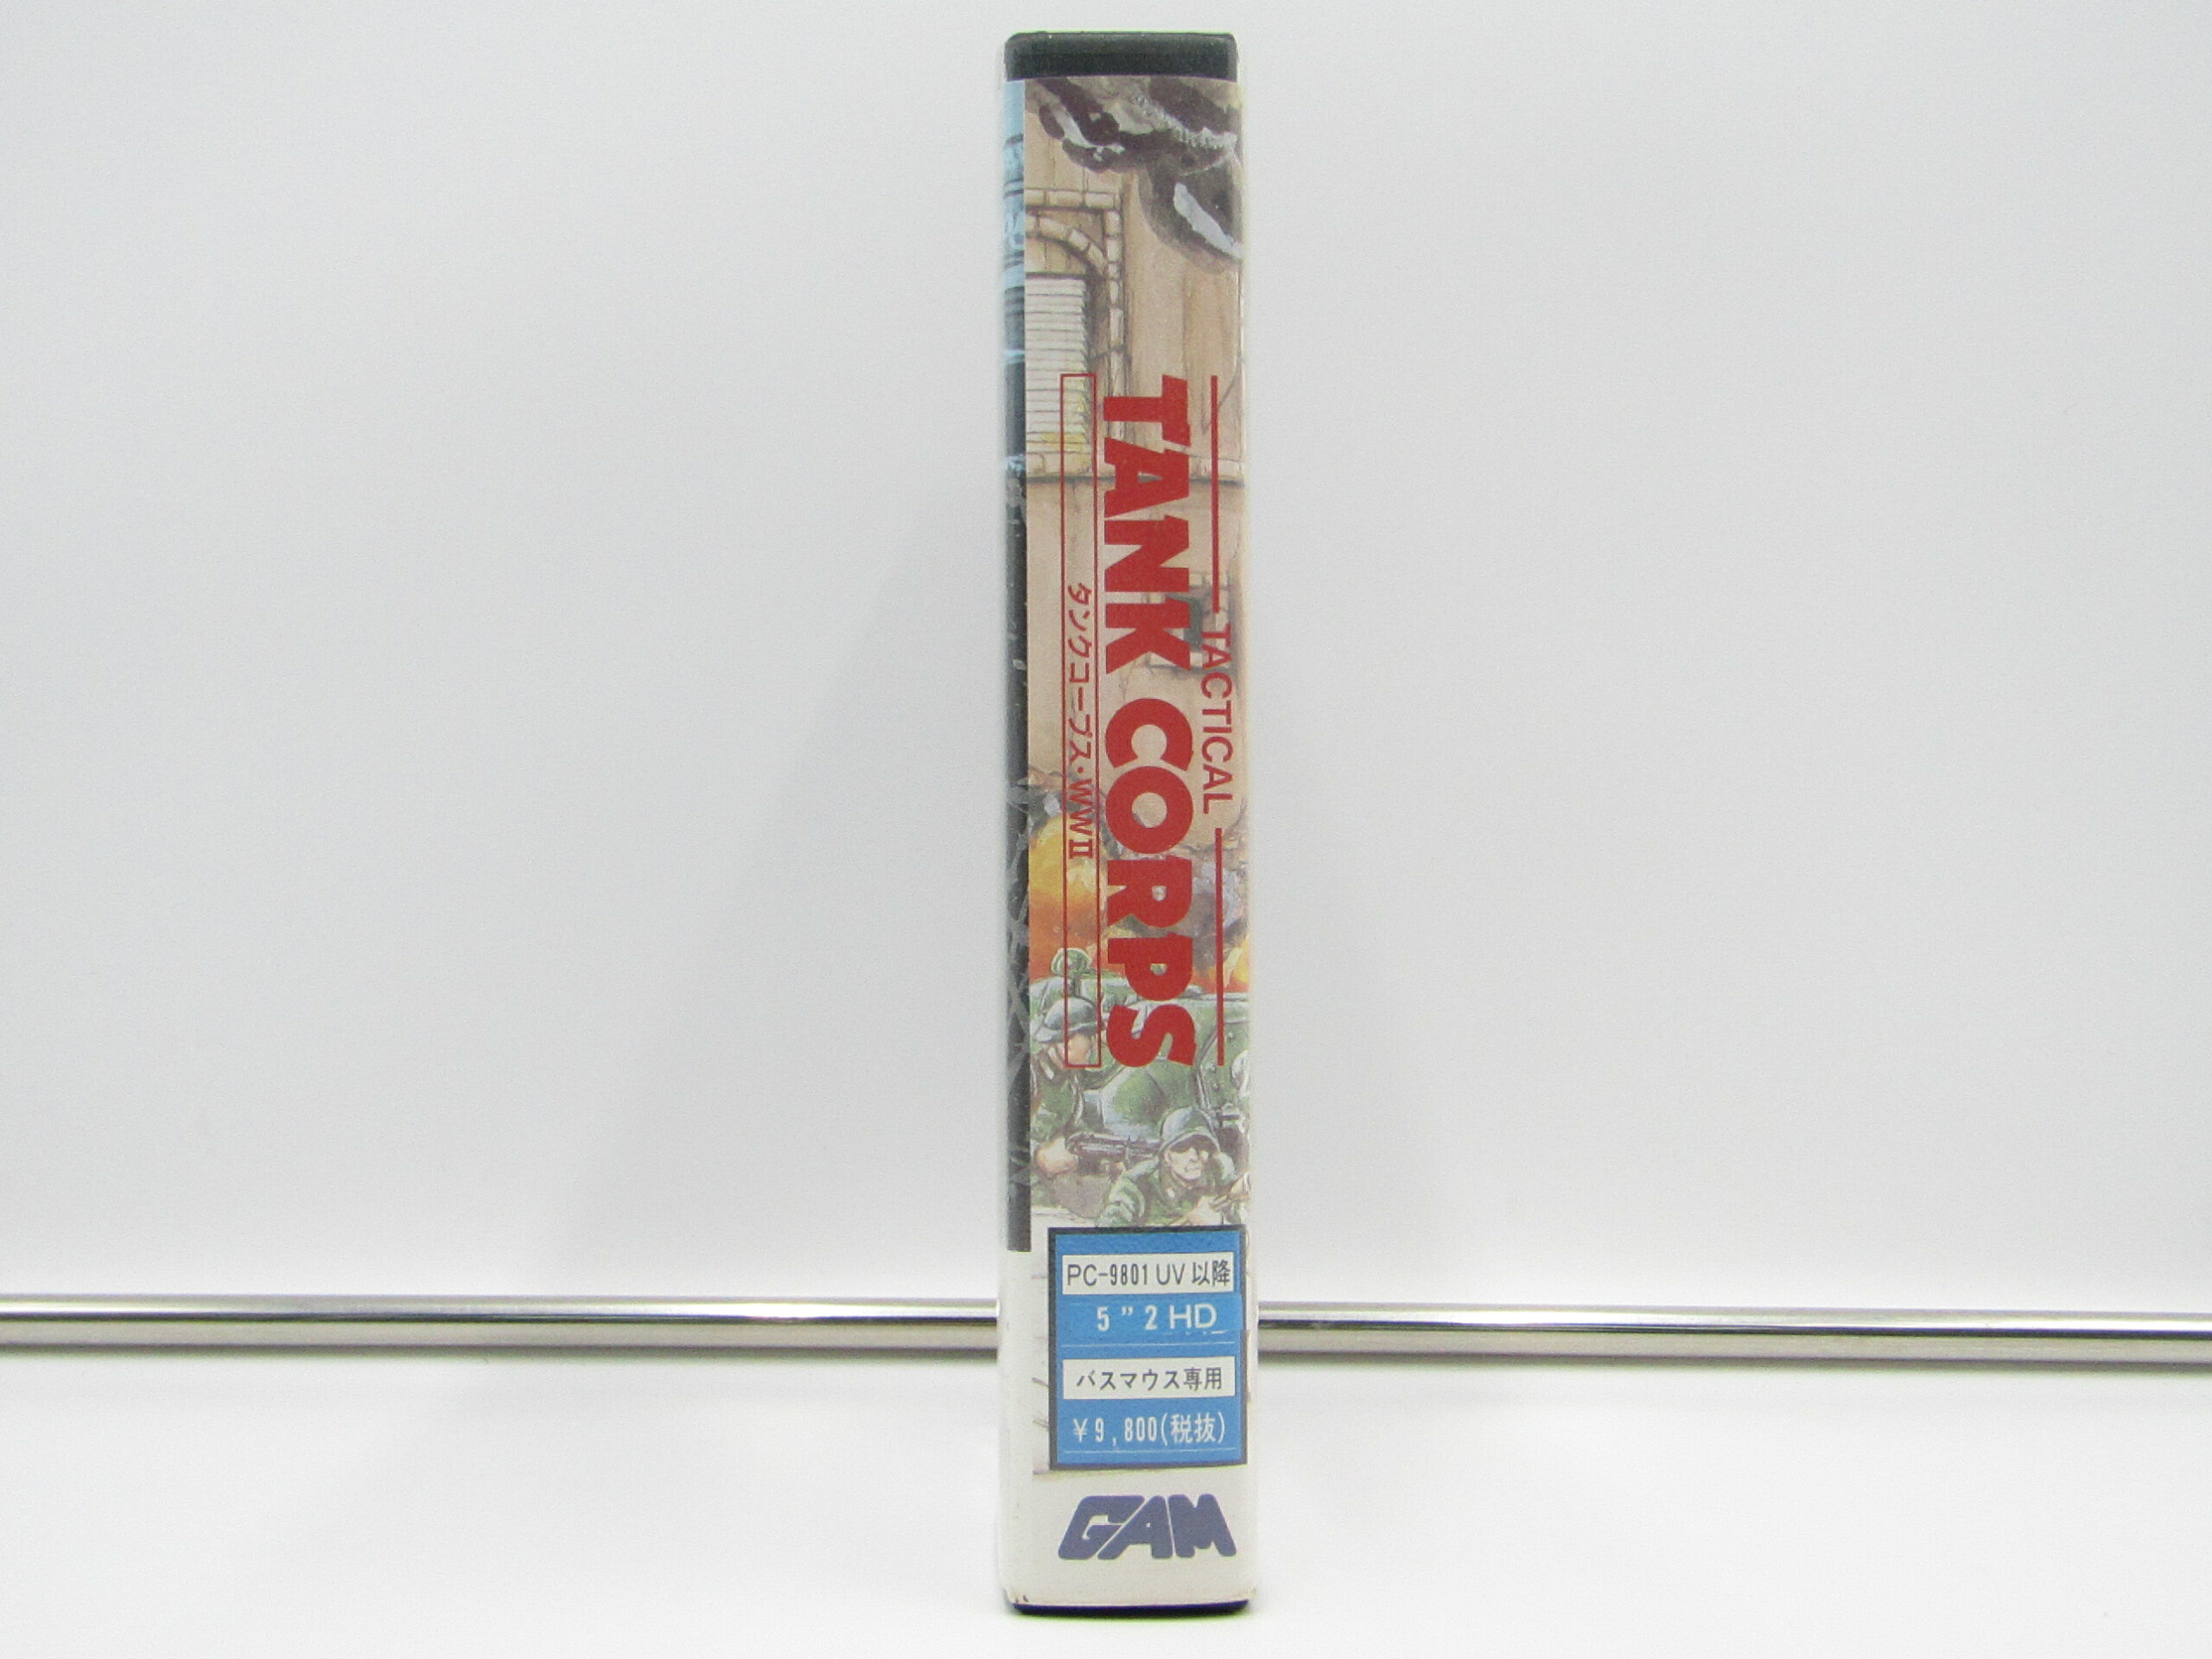 TACTICAL
TANK CORPS
タンクコープス・WWⅡ
PC-9801 UV 以降
5"2HD
バスマウス専用
¥9,800(税抜)
GAM